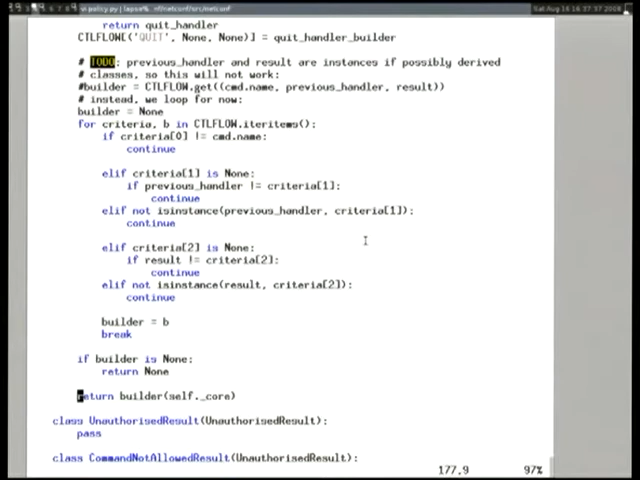 policy.py
return quit_handler
CTLFLOWE('QUIT', None, None)] = quit_handler_builder
# TODO: previous_handler and result are instances if possibly derived
# classes, so this will not work:
#builder = CTLFLOW.get((cmd.name, previous_handler, result))
# instead, we loop for now:
builder = None
for criteria, b in CTLFLOW.iteritems():
if criteria[0] != cmd.name:
continue
elif criteria[1] is None:
if previous_handler != criteria[1]:
continue
elif not isinstance(previous_handler, criteria[1]):
continue
elif criteria[2] is None:
if result != criteria[2]:
continue
elif not isinstance(result, criteria[2]):
continue
builder = b
break
if builder is None:
return None
return builder(self._core)
class UnauthorisedResult(UnauthorisedResult):
pass
class CommandNotAllowedResult(UnauthorisedResult):
177,9 97%